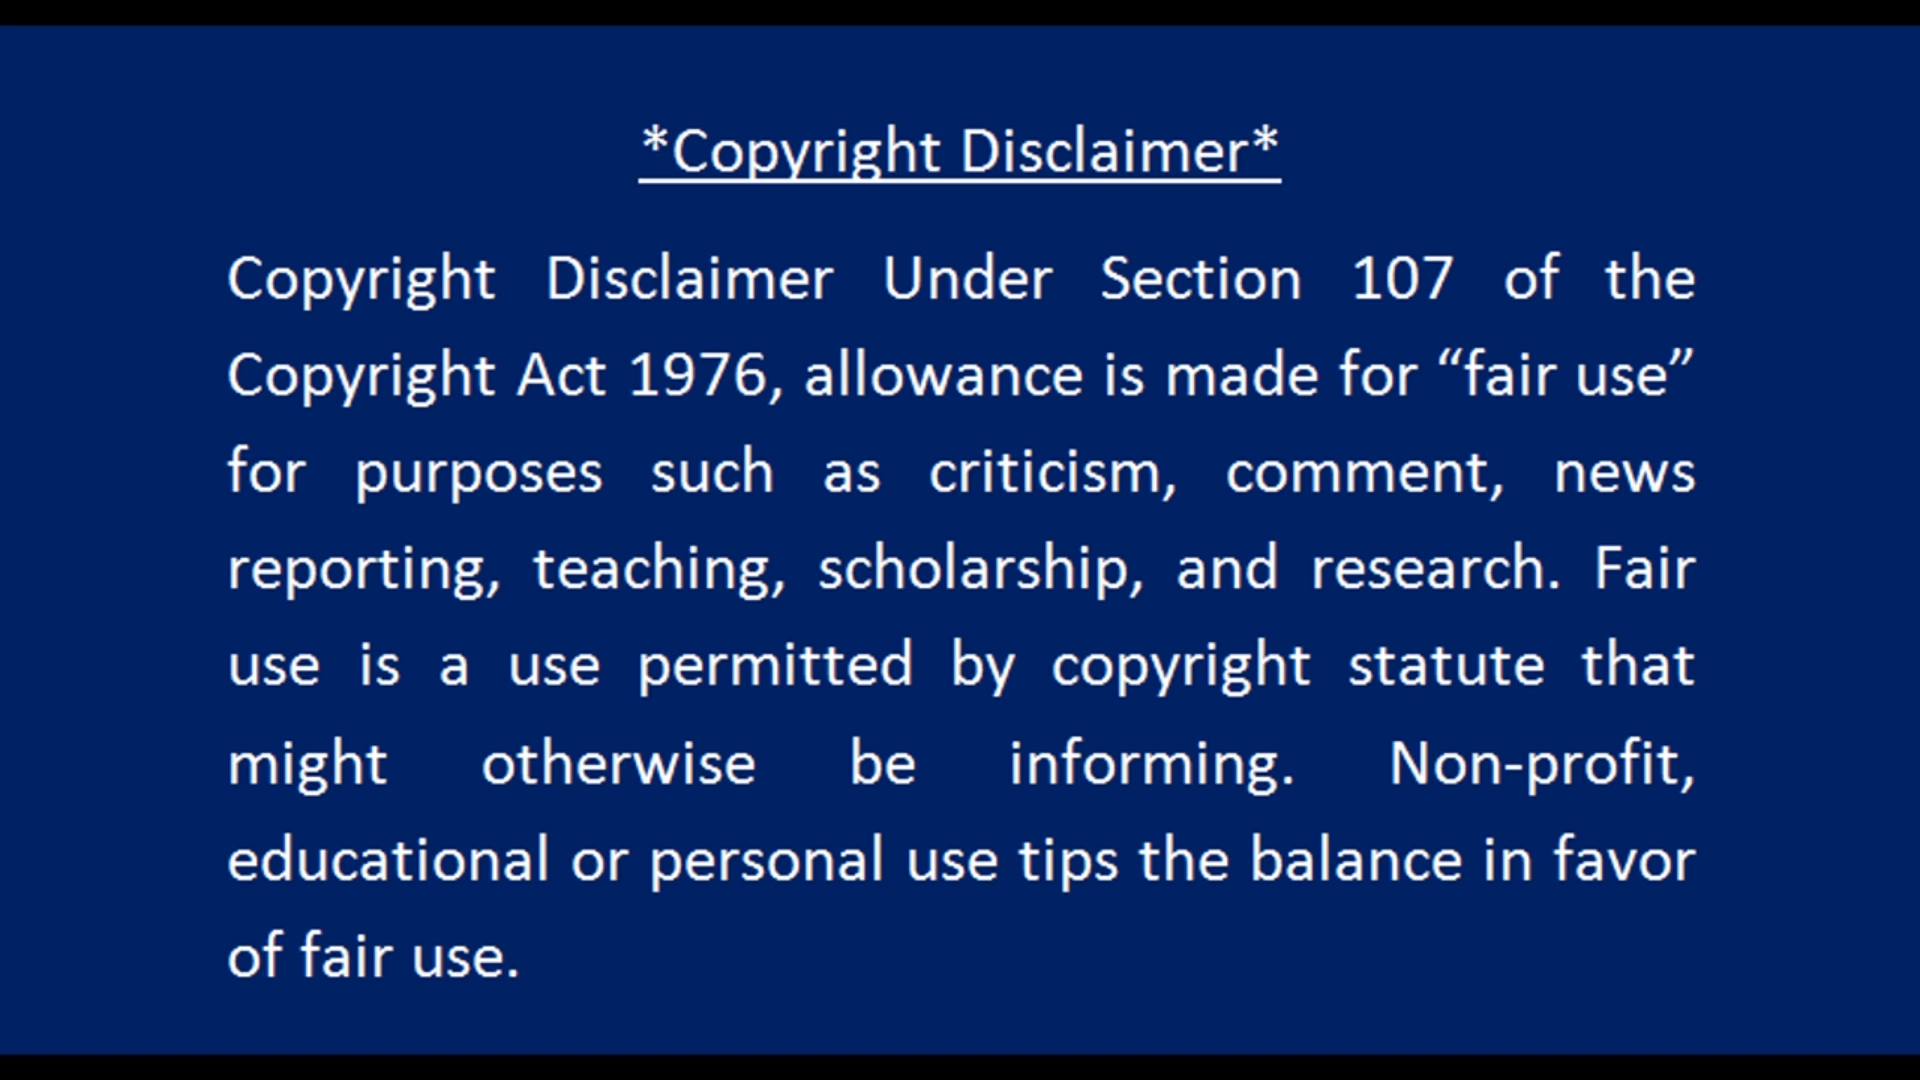 *Copyright Disclaimer*
Copyright Disclaimer Under Section 107 of the
Copyright Act 1976, allowance is made for “fair use”
for purposes such as criticism, comment, news
reporting, teaching, scholarship, and research. Fair
use is a use permitted by copyright statute that
might otherwise be informing. Non-profit,
educational or personal use tips the balance in favor
of fair use.